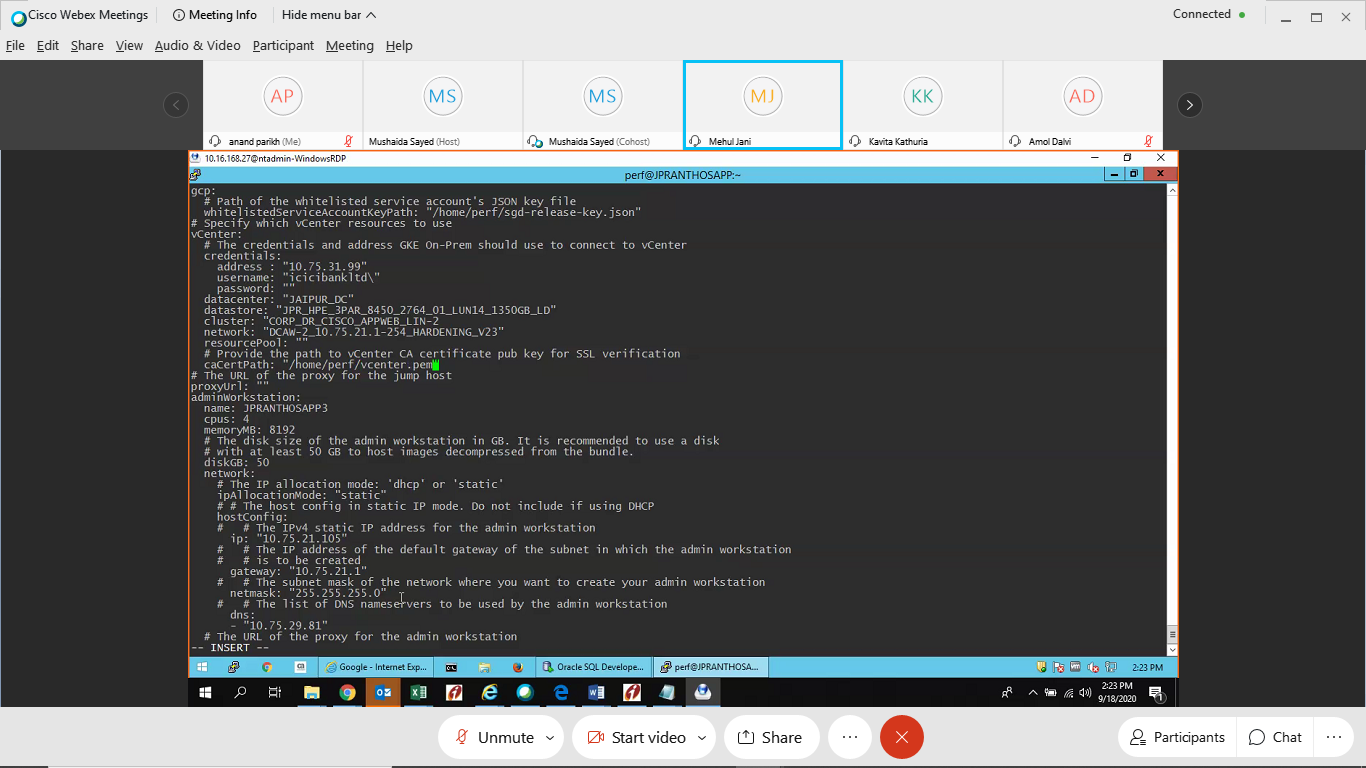 Cisco Webex Meetings
Meeting Info
Hide menu bar
Connected
File Edit Share View Audio & Video Participant Meeting Help
AP MS MS MJ KK AD
anand parikh (Me)
Mushaida Sayed (Host)
Mushaida Sayed (Cohost)
Mehul Jani
Kavita Kathuria
Amol Dalvi
10.16.168.27@ntadmin-WindowsRDP
perf@JPRANTHOSAPP:~
gcp:
# Path of the whitelisted service account's JSON key file
whitelistedServiceAccountKeyPath: "/home/perf/sgd-release-key.json"
# Specify which vCenter resources to use
vCenter:
# The credentials and address GKE On-Prem should use to connect to vCenter
credentials:
address : "10.75.31.99"
username: "icicibankltd\"
password: ""
datacenter: "JAIPUR_DC"
datastore: "JPR_HPE_3PAR_8450_2764_01_LUN14_1350GB_LD"
cluster: "CORP_DR_CISCO_APPWEB_LIN-2
network: "DCAW-2_10.75.21.1-254_HARDENING_V23"
resourcePool: ""
# Provide the path to vCenter CA certificate pub key for SSL verification
caCertPath: "/home/perf/vcenter.pem"
# The URL of the proxy for the jump host
proxyUrl: ""
adminWorkstation:
name: JPRANTHOSAPP3
cpus: 4
memoryMB: 8192
# The disk size of the admin workstation in GB. It is recommended to use a disk
# with at least 50 GB to host images decompressed from the bundle.
diskGB: 50
network:
# The IP allocation mode: 'dhcp' or 'static'
ipAllocationMode: "static"
# # The host config in static IP mode. Do not include if using DHCP
hostConfig:
# # The IPv4 static IP address for the admin workstation
ip: "10.75.21.105"
# # The IP address of the default gateway of the subnet in which the admin workstation
# # is to be created
gateway: "10.75.21.1"
# # The subnet mask of the network where you want to create your admin workstation
netmask: "255.255.255.0"
# # The list of DNS nameservers to be used by the admin workstation
dns:
- "10.75.29.81"
# The URL of the proxy for the admin workstation
-- INSERT --
Google - Internet Exp...
Oracle SQL Develope...
perf@JPRANTHOSA...
2:23 PM
2:23 PM
9/18/2020
1
Unmute
Start video
Share
Participants
Chat